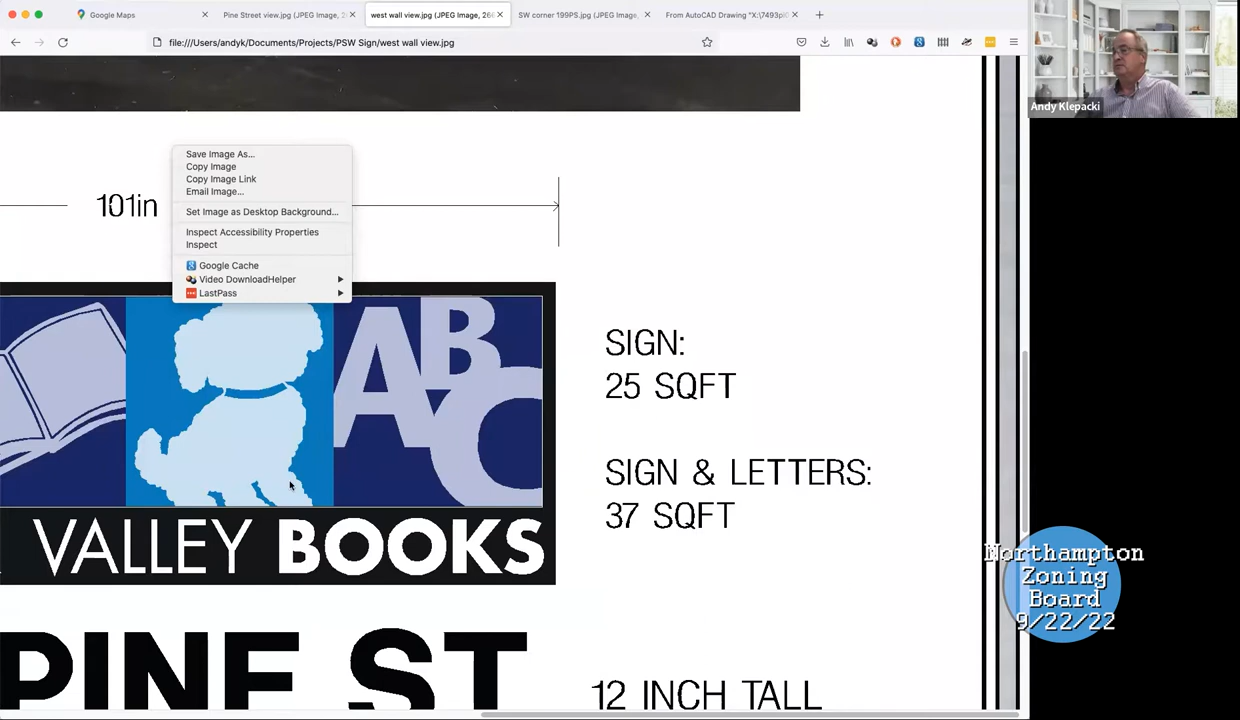 Google Maps
Pine Street view.jpg (JPEG Image, 2
west wall view.jpg (JPEG Image, 266
SW corner 199PS.jpg (JPEG Image,
From AutoCAD Drawing "X:\7493pl
file:///Users/andyk/Documents/Projects/PSW Sign/west wall view.jpg
Andy Klepacki
Save Image As...
Copy Image
Copy Image Link
Email Image...
Set Image as Desktop Background...
Inspect Accessibility Properties
Inspect
Google Cache
Video DownloadHelper
LastPass
101in
ABC
SIGN:
25 SQFT
SIGN & LETTERS:
37 SQFT
VALLEY BOOKS
PINE ST
12 INCH TALL
Northampton
Zoning
Board
9/22/22